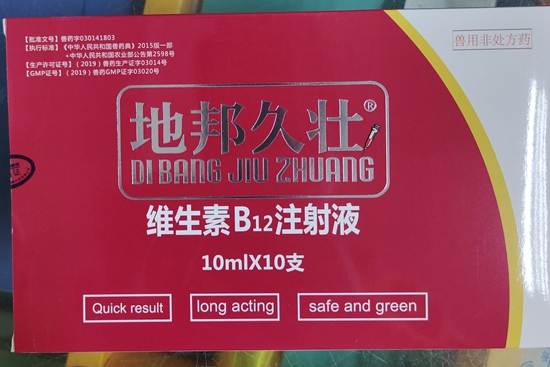 【批准文号】兽药字030141803
【执行标准】《中华人民共和国兽药典》2015版一部
+中华人民共和国农业部公告第2598号
【生产许可证号】(2019)兽药生产证字03014号
【GMP证号】(2019)兽药GMP证字03020号
兽用非处方药
地邦久壮®
DI BANG JIU ZHUANG
维生素B12注射液
10mlX10支
Quick result
long acting
safe and green